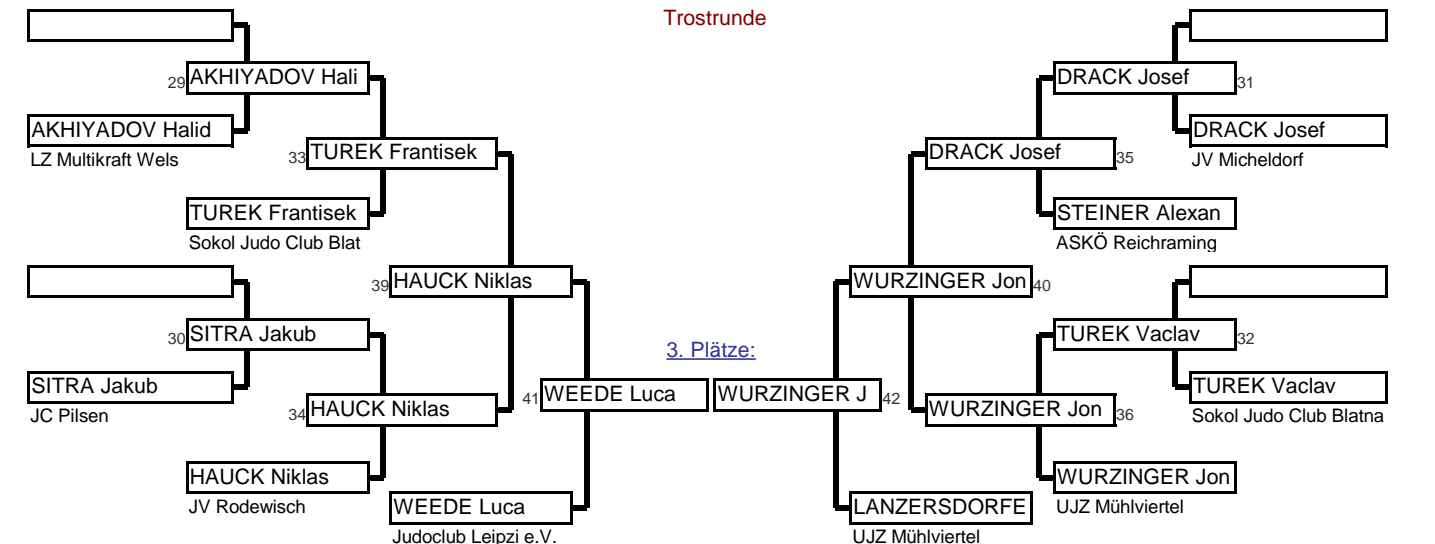 Trostrunde
29 AKHIYADOV Hali
DRACK Josef 31
AKHIYADOV Halid
LZ Multikraft Wels
DRACK Josef
JV Micheldorf
33 TUREK Frantisek
DRACK Josef 35
TUREK Frantisek
Sokol Judo Club Blat
STEINER Alexan
ASKÖ Reichraming
39 HAUCK Niklas
WURZINGER Jon 40
30 SITRA Jakub
TUREK Vaclav 32
3. Plätze:
SITRA Jakub
JC Pilsen
41 WEEDE Luca
WURZINGER J 42
TUREK Vaclav
Sokol Judo Club Blatna
34 HAUCK Niklas
WURZINGER Jon 36
HAUCK Niklas
JV Rodewisch
WURZINGER Jon
UJZ Mühlviertel
WEEDE Luca
Judoclub Leipzi e.V.
LANZERSDORFE
UJZ Mühlviertel